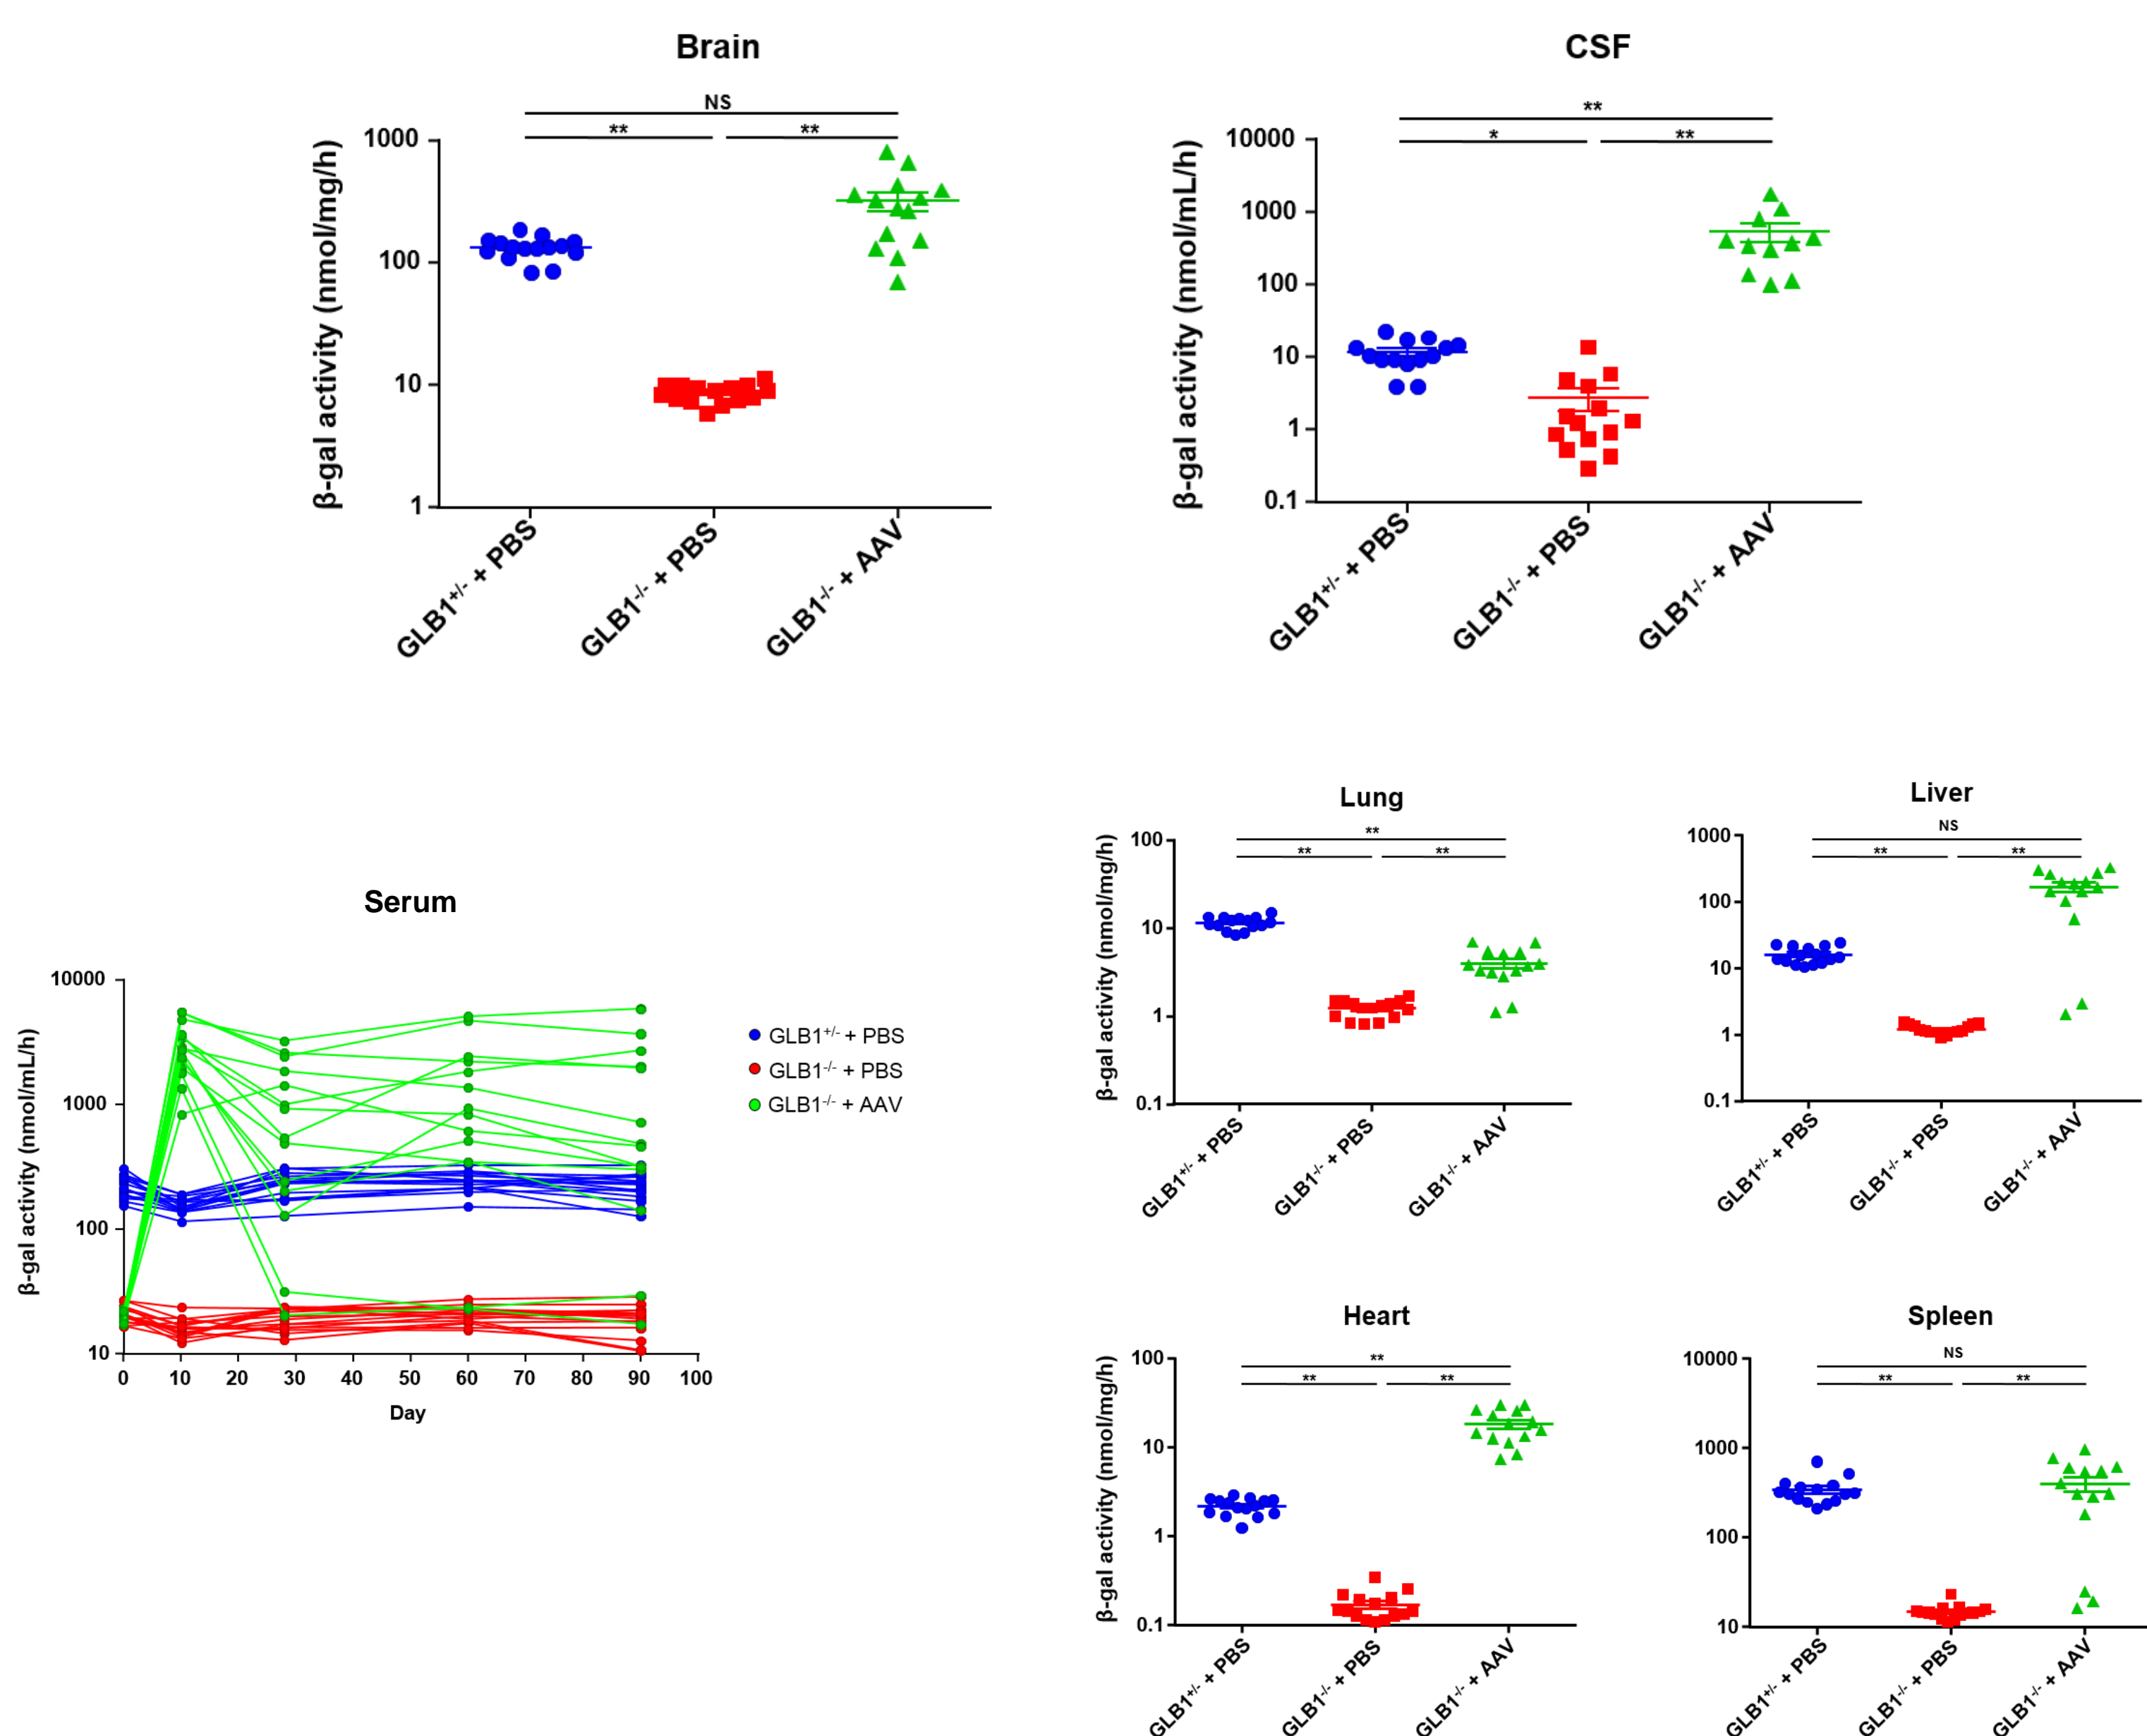 Brain
NS
** **
β-gal activity (nmol/mg/h)
1000
100
10
1
GLB1+/- + PBS
GLB1-/- + PBS
GLB1-/- + AAV
CSF
**
* **
β-gal activity (nmol/mL/h)
10000
1000
100
10
1
0.1
GLB1+/- + PBS
GLB1-/- + PBS
GLB1-/- + AAV
Serum
β-gal activity (nmol/mL/h)
10000
1000
100
10
0 10 20 30 40 50 60 70 80 90 100
Day
GLB1+/- + PBS
GLB1-/- + PBS
GLB1-/- + AAV
Lung
**
** **
β-gal activity (nmol/mg/h)
100
10
1
0.1
GLB1+/- + PBS
GLB1-/- + PBS
GLB1-/- + AAV
Liver
NS
** **
1000
100
10
1
0.1
GLB1+/- + PBS
GLB1-/- + PBS
GLB1-/- + AAV
Heart
**
** **
β-gal activity (nmol/mg/h)
100
10
1
0.1
GLB1+/- + PBS
GLB1-/- + PBS
GLB1-/- + AAV
Spleen
NS
** **
10000
1000
100
10
GLB1+/- + PBS
GLB1-/- + PBS
GLB1-/- + AAV